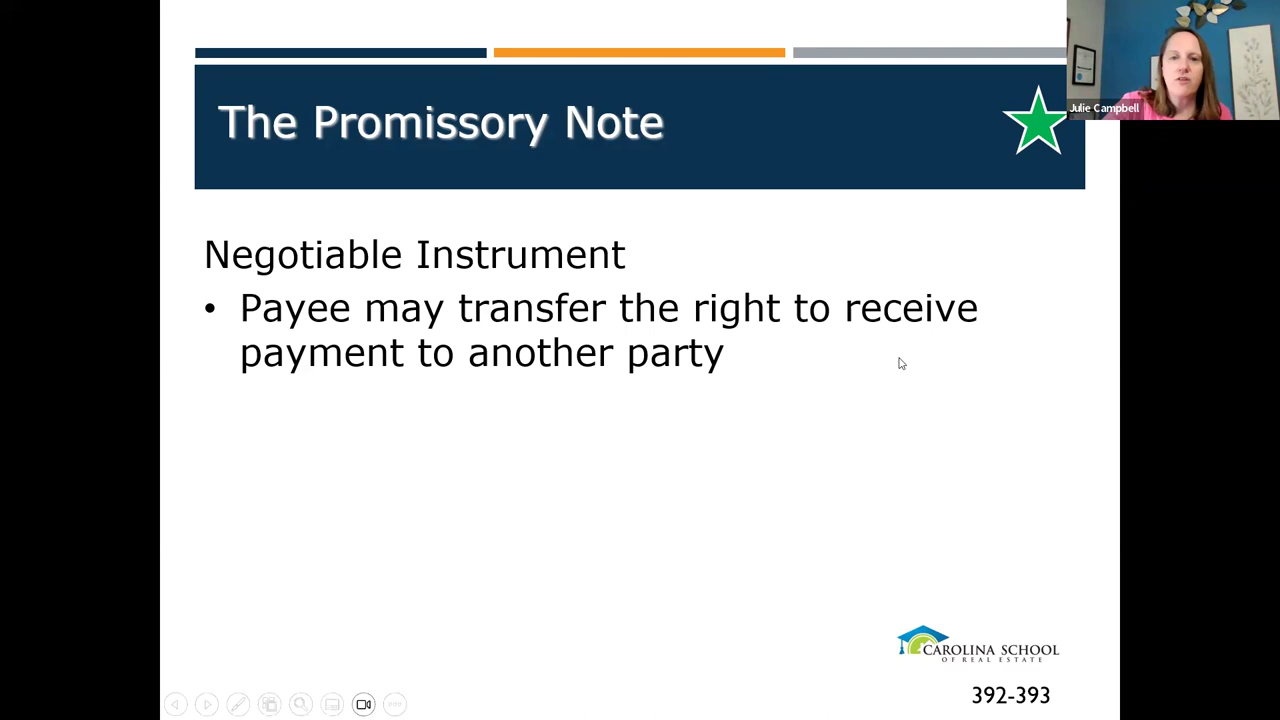 The Promissory Note
Julie Campbell
Negotiable Instrument
• Payee may transfer the right to receive
payment to another party
CAROLINA SCHOOL
OF REAL ESTATE
392-393